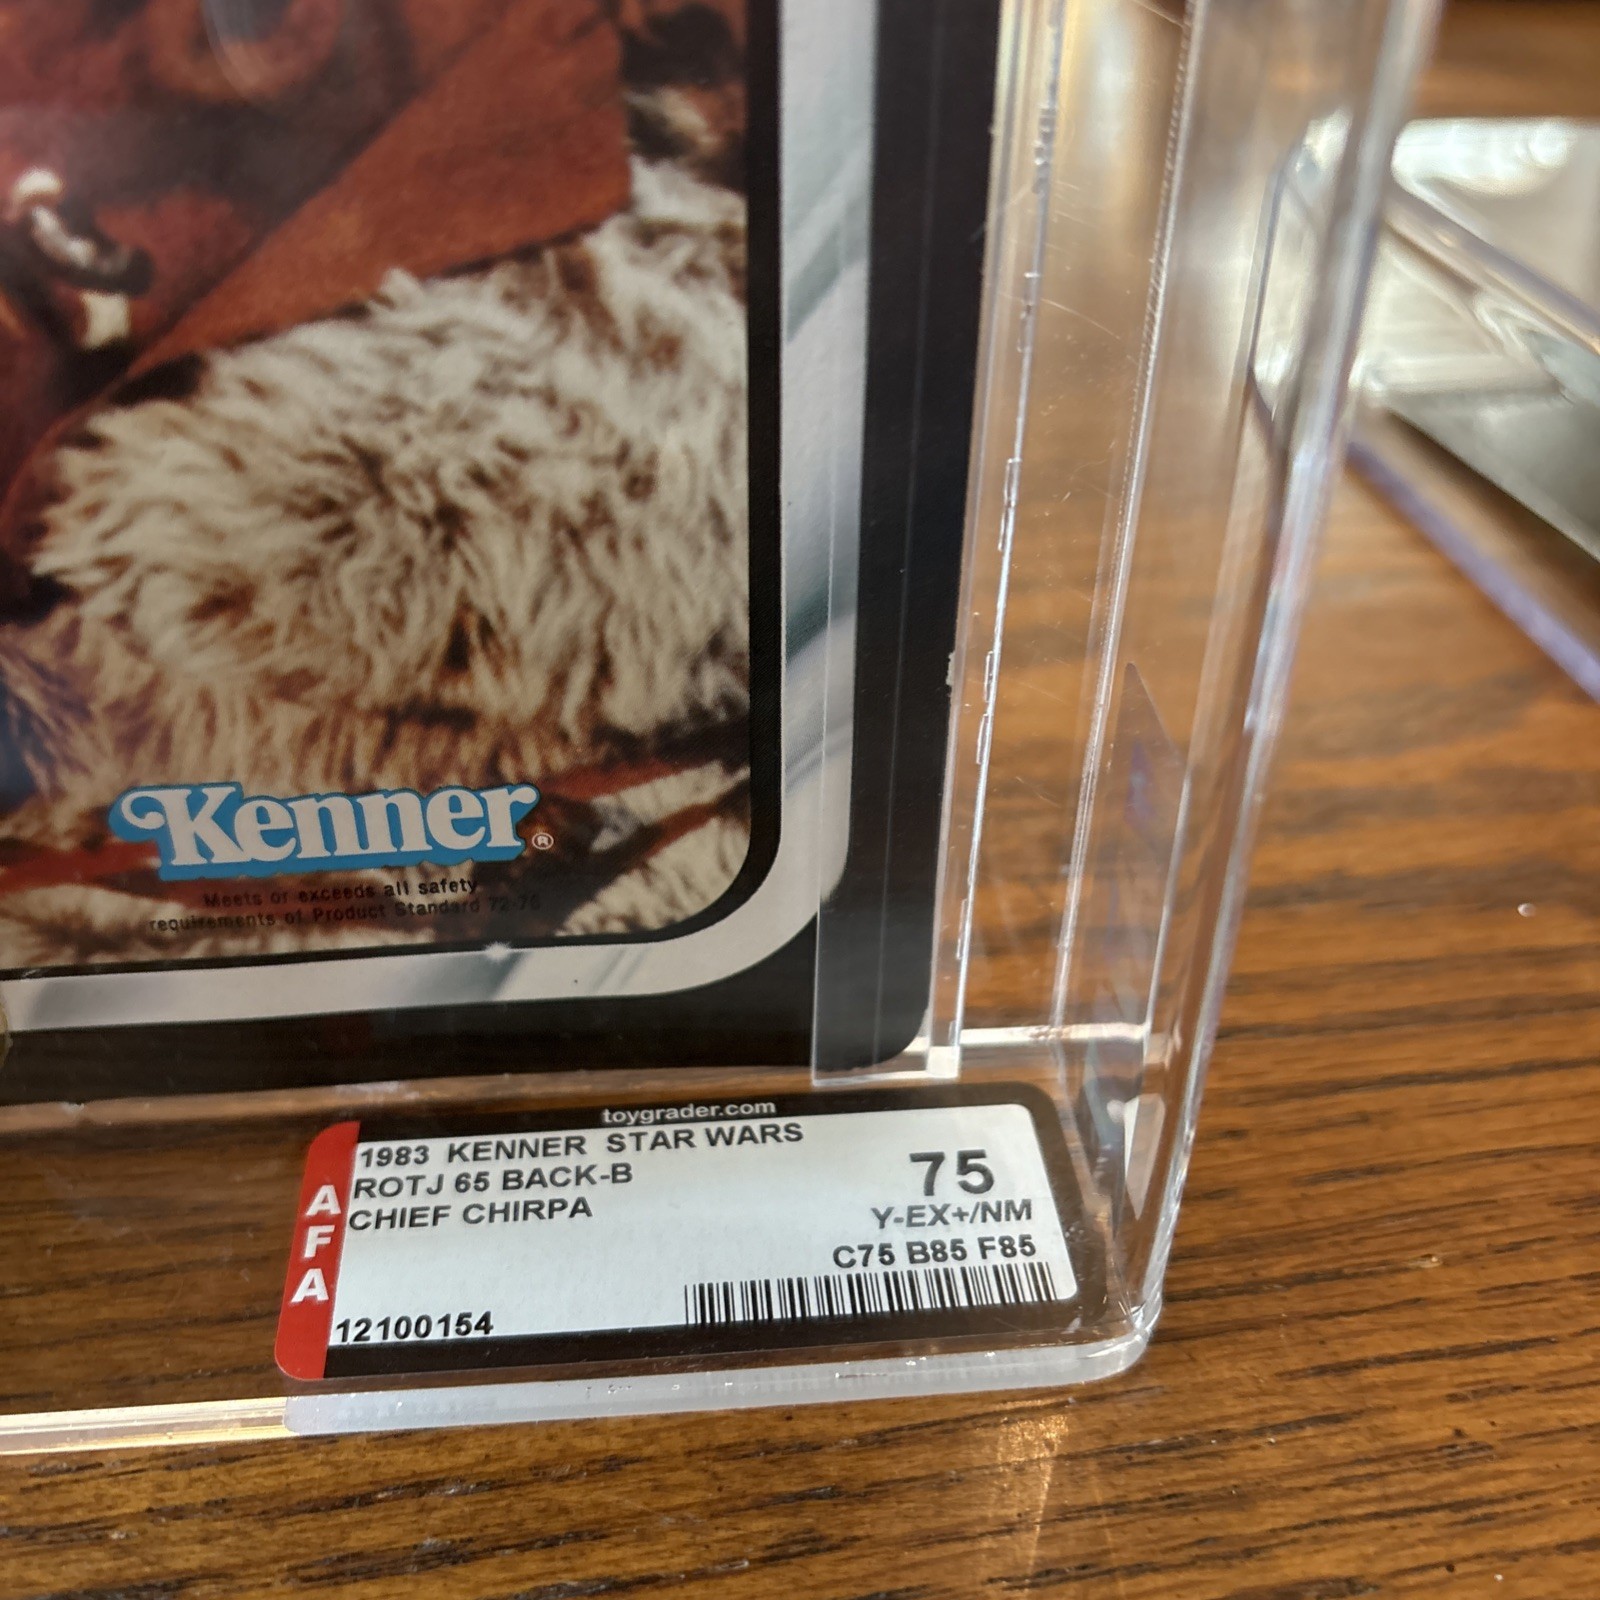 Kenner®
Meets or exceeds all safety
requirements of Product Standard 72-76
toygrader.com
1983 KENNER STAR WARS
ROTJ 65 BACK-B
CHIEF CHIRPA
75
Y-EX+/NM
C75 B85 F85
AFA
12100154